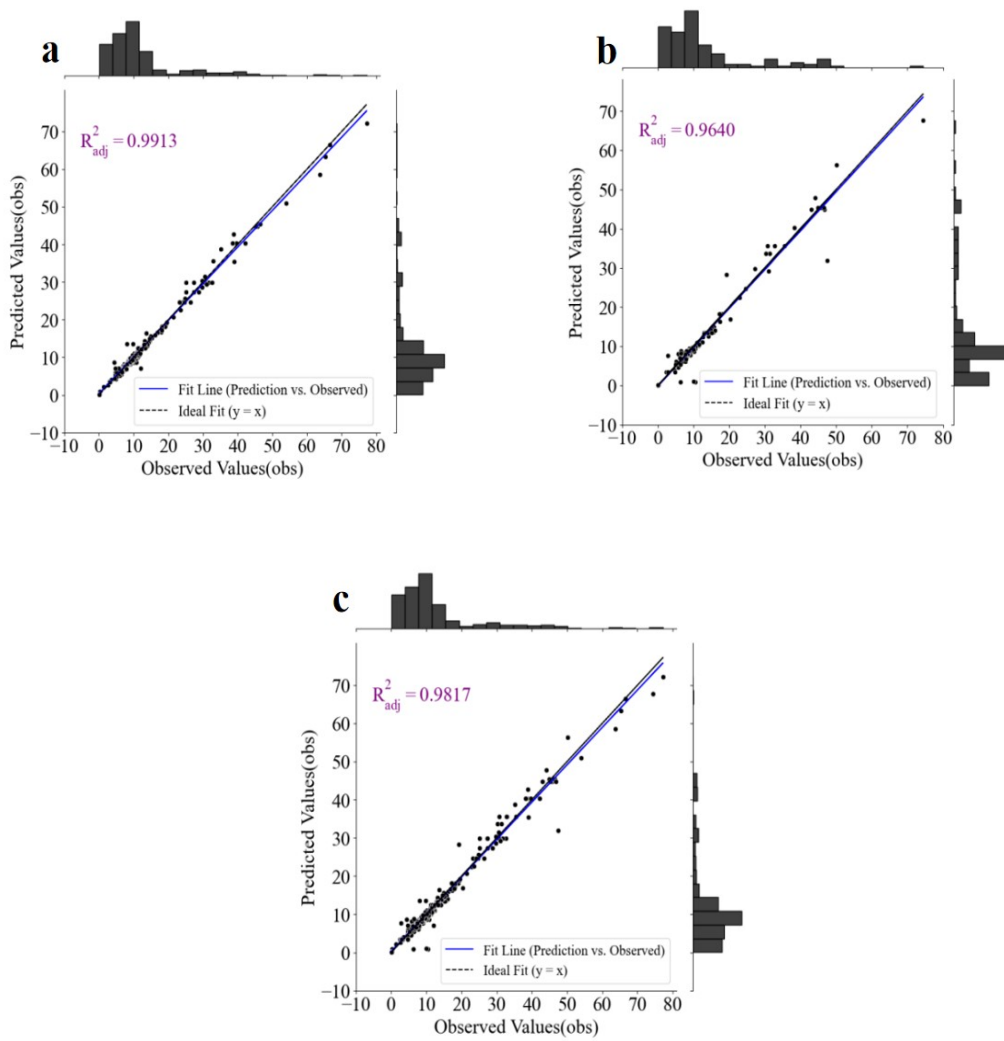 a
R²adj = 0.9913
Predicted Values(obs)
70
60
50
40
30
20
10
0
−10
Fit Line (Prediction vs. Observed)
Ideal Fit (y = x)
−10 0 10 20 30 40 50 60 70 80
Observed Values(obs)
b
R²adj = 0.9640
Predicted Values(obs)
70
60
50
40
30
20
10
0
−10
Fit Line (Prediction vs. Observed)
Ideal Fit (y = x)
−10 0 10 20 30 40 50 60 70 80
Observed Values(obs)
c
R²adj = 0.9817
Predicted Values(obs)
70
60
50
40
30
20
10
0
−10
Fit Line (Prediction vs. Observed)
Ideal Fit (y = x)
−10 0 10 20 30 40 50 60 70 80
Observed Values(obs)